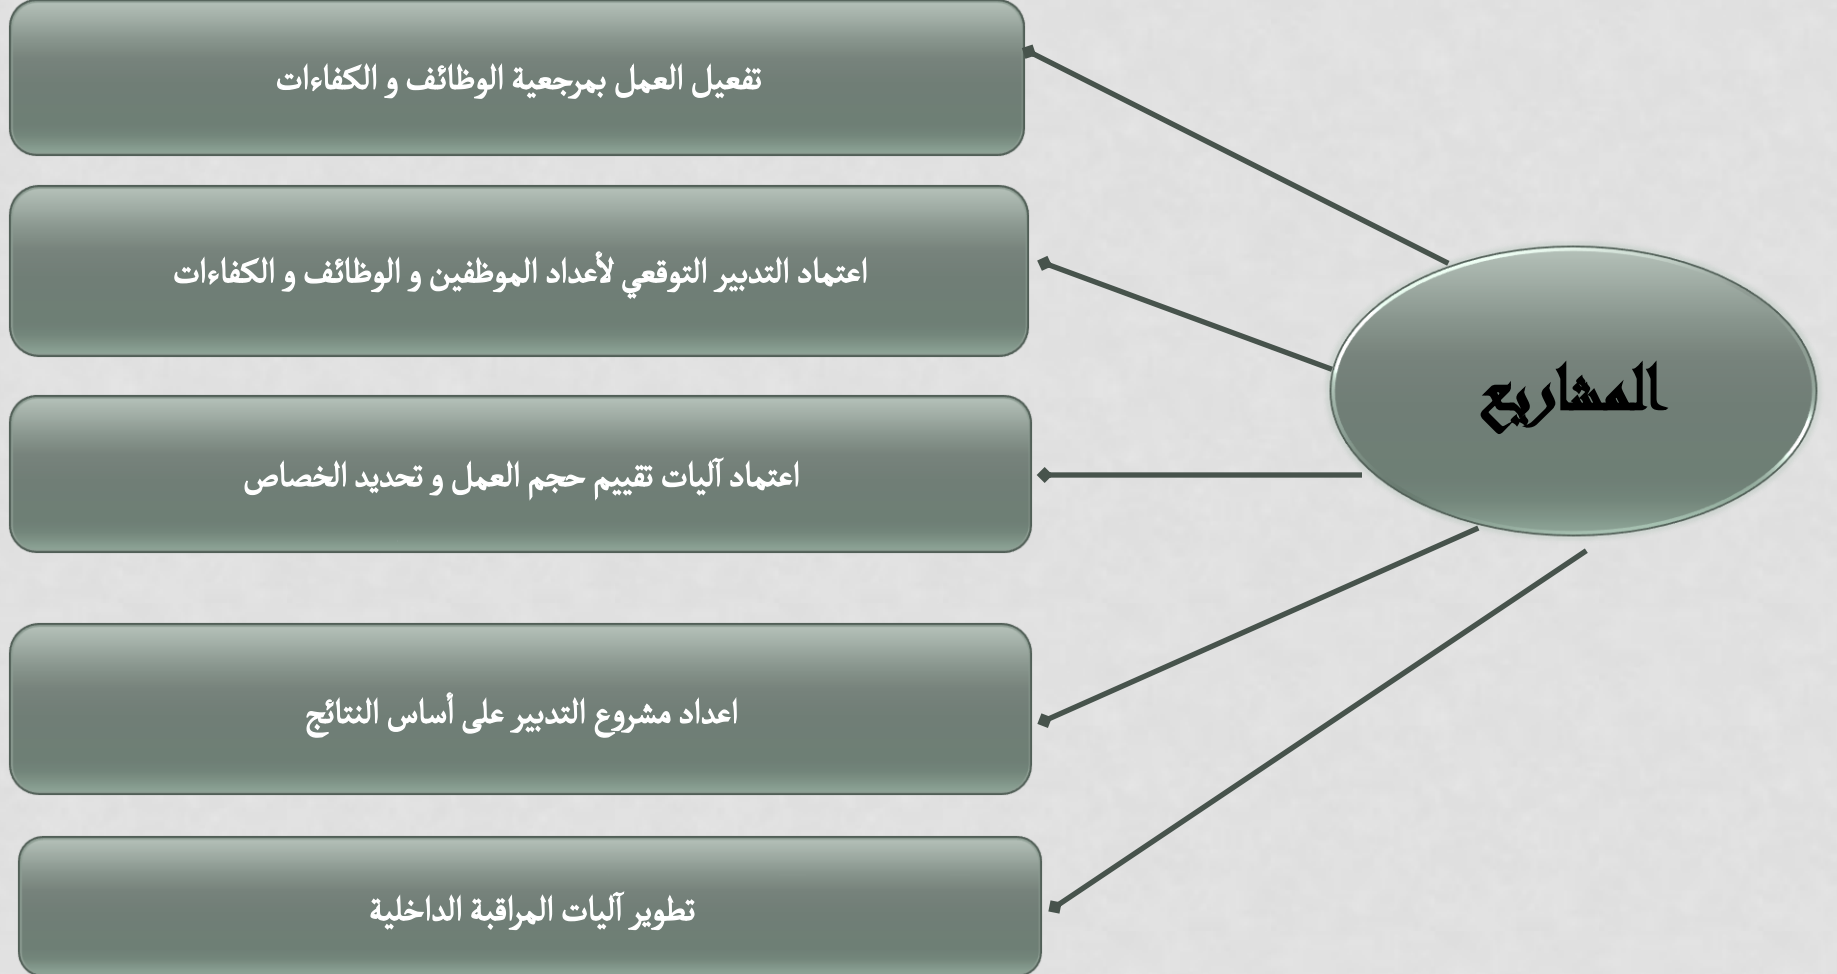 المشاريع
تفعيل العمل بمرجعية الوظائف و الكفاءات
اعتماد التدبير التوقعي لأعداد الموظفين و الوظائف و الكفاءات
اعتماد آليات تقييم حجم العمل و تحديد الخصاص
اعداد مشروع التدبير على أساس النتائج
تطوير آليات المراقبة الداخلية